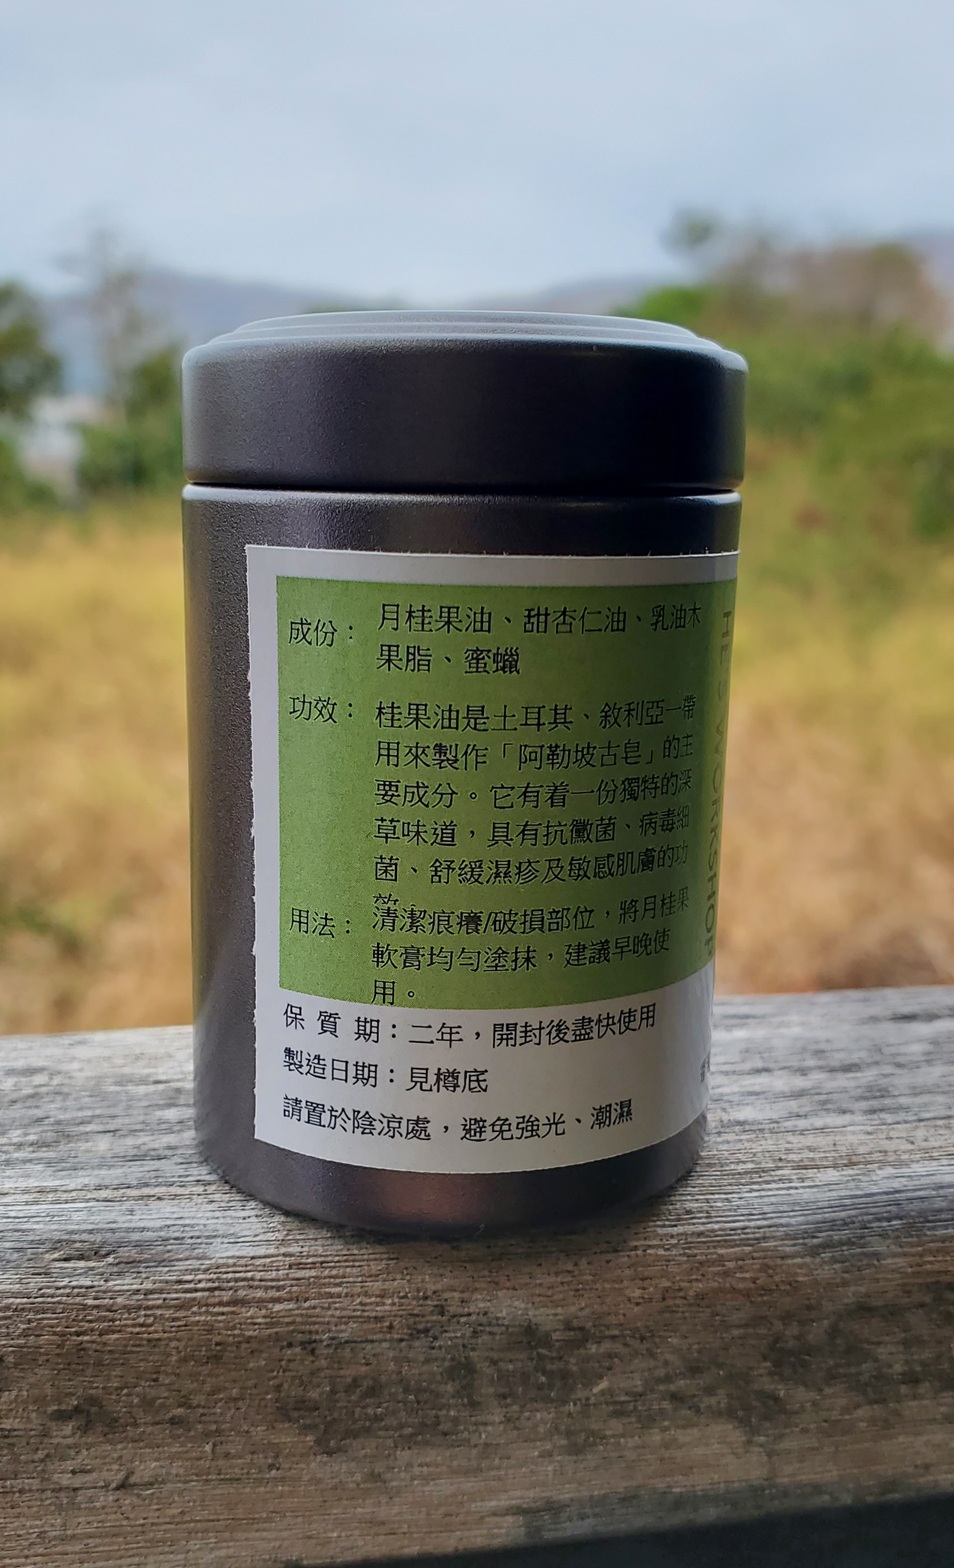 成份： 月桂果油、甜杏仁油、乳油木
果脂、蜜蠟
功效： 桂果油是土耳其、敘利亞一帶
用來製作「阿勒坡古皂」的主
要成分。它有着一份獨特的深
草味道，具有抗黴菌、病毒細
菌、舒緩濕疹及敏感肌膚的功
效。
用法： 清潔痕癢/破損部位，將月桂果
軟膏均勻塗抹，建議早晚使
用。
保質期：二年，開封後盡快使用
製造日期：見樽底
請置於陰涼處，避免強光、潮濕